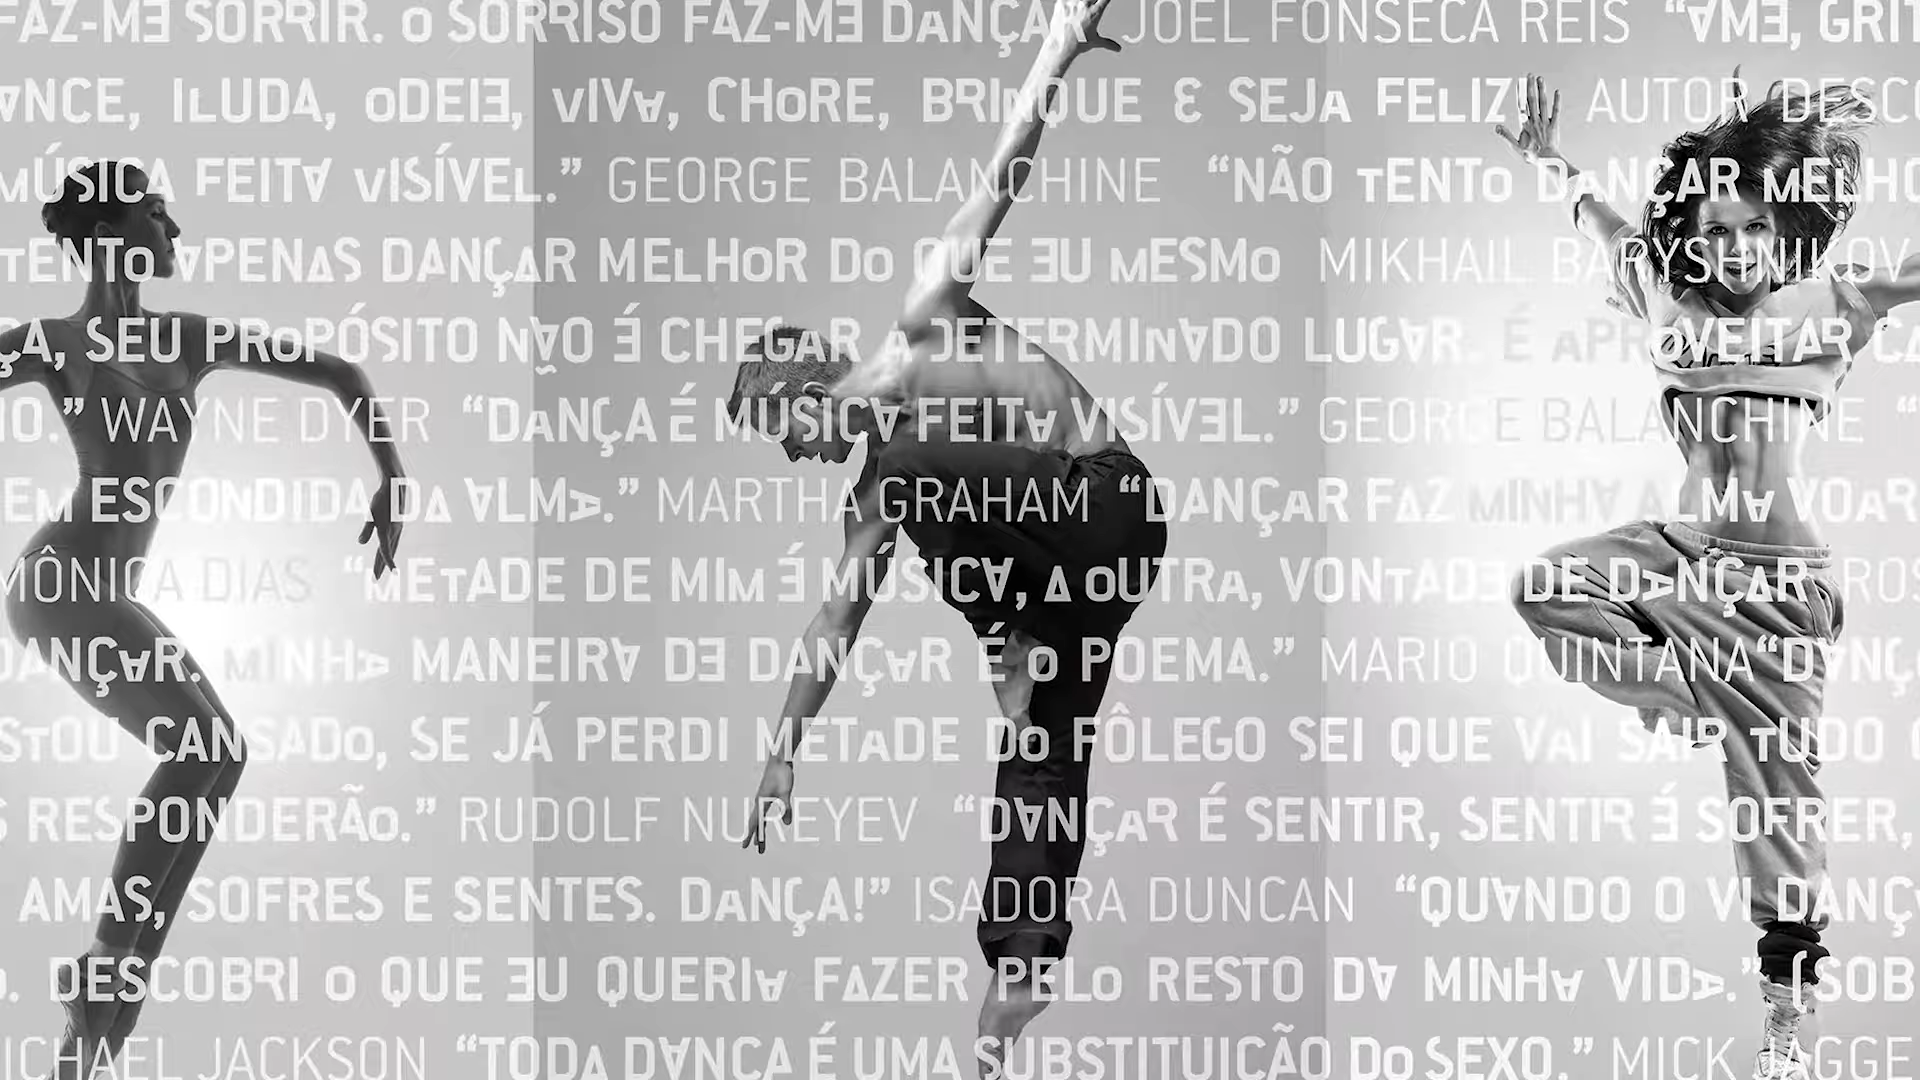 FAZ-ME SORRIR. O SORRISO FAZ-ME DANÇAR JOEL FONSECA REIS “AME, GRIT
ANCE, ILUDA, ODEIE, VIVA, CHORE, BRINQUE E SEJA FELIZ! AUTOR DESCO
MÚSICA FEITA VISÍVEL.” GEORGE BALANCHINE “NÃO TENTO DANÇAR MELHO
TENTO APENAS DANÇAR MELHOR DO QUE EU MESMO MIKHAIL BARYSHNIKOV
ÇA, SEU PROPÓSITO NÃO É CHEGAR A DETERMINADO LUGAR É APROVEITAR CA
HO.” WAYNE DYER “DANÇA É MÚSICA FEITA VISÍVEL.” GEORGE BALANCHINE “
EM ESCONDIDA DA ALMA.” MARTHA GRAHAM “DANÇAR FAZ MINHA ALMA VOAR
MÔNICA DIAS “METADE DE MIM É MÚSICA, A OUTRA, VONTADE DE DANÇAR ROS
DANÇAR. MINHA MANEIRA DE DANÇAR É O POEMA.” MARIO QUINTANA “DANÇ
STOU CANSADO, SE JÁ PERDI METADE DO FÔLEGO SEI QUE VAI SAIR TUDO
S RESPONDERÃO.” RUDOLF NUREYEV “DANÇAR É SENTIR, SENTIR É SOFRER,
AMAS, SOFRES E SENTES. DANÇA!” ISADORA DUNCAN “QUANDO O VI DANÇ
O. DESCOBRI O QUE EU QUERIA FAZER PELO RESTO DA MINHA VIDA.” (SOB
ICHAEL JACKSON “TODA DANÇA É UMA SUBSTITUIÇÃO DO SEXO.” MICK JAGGE